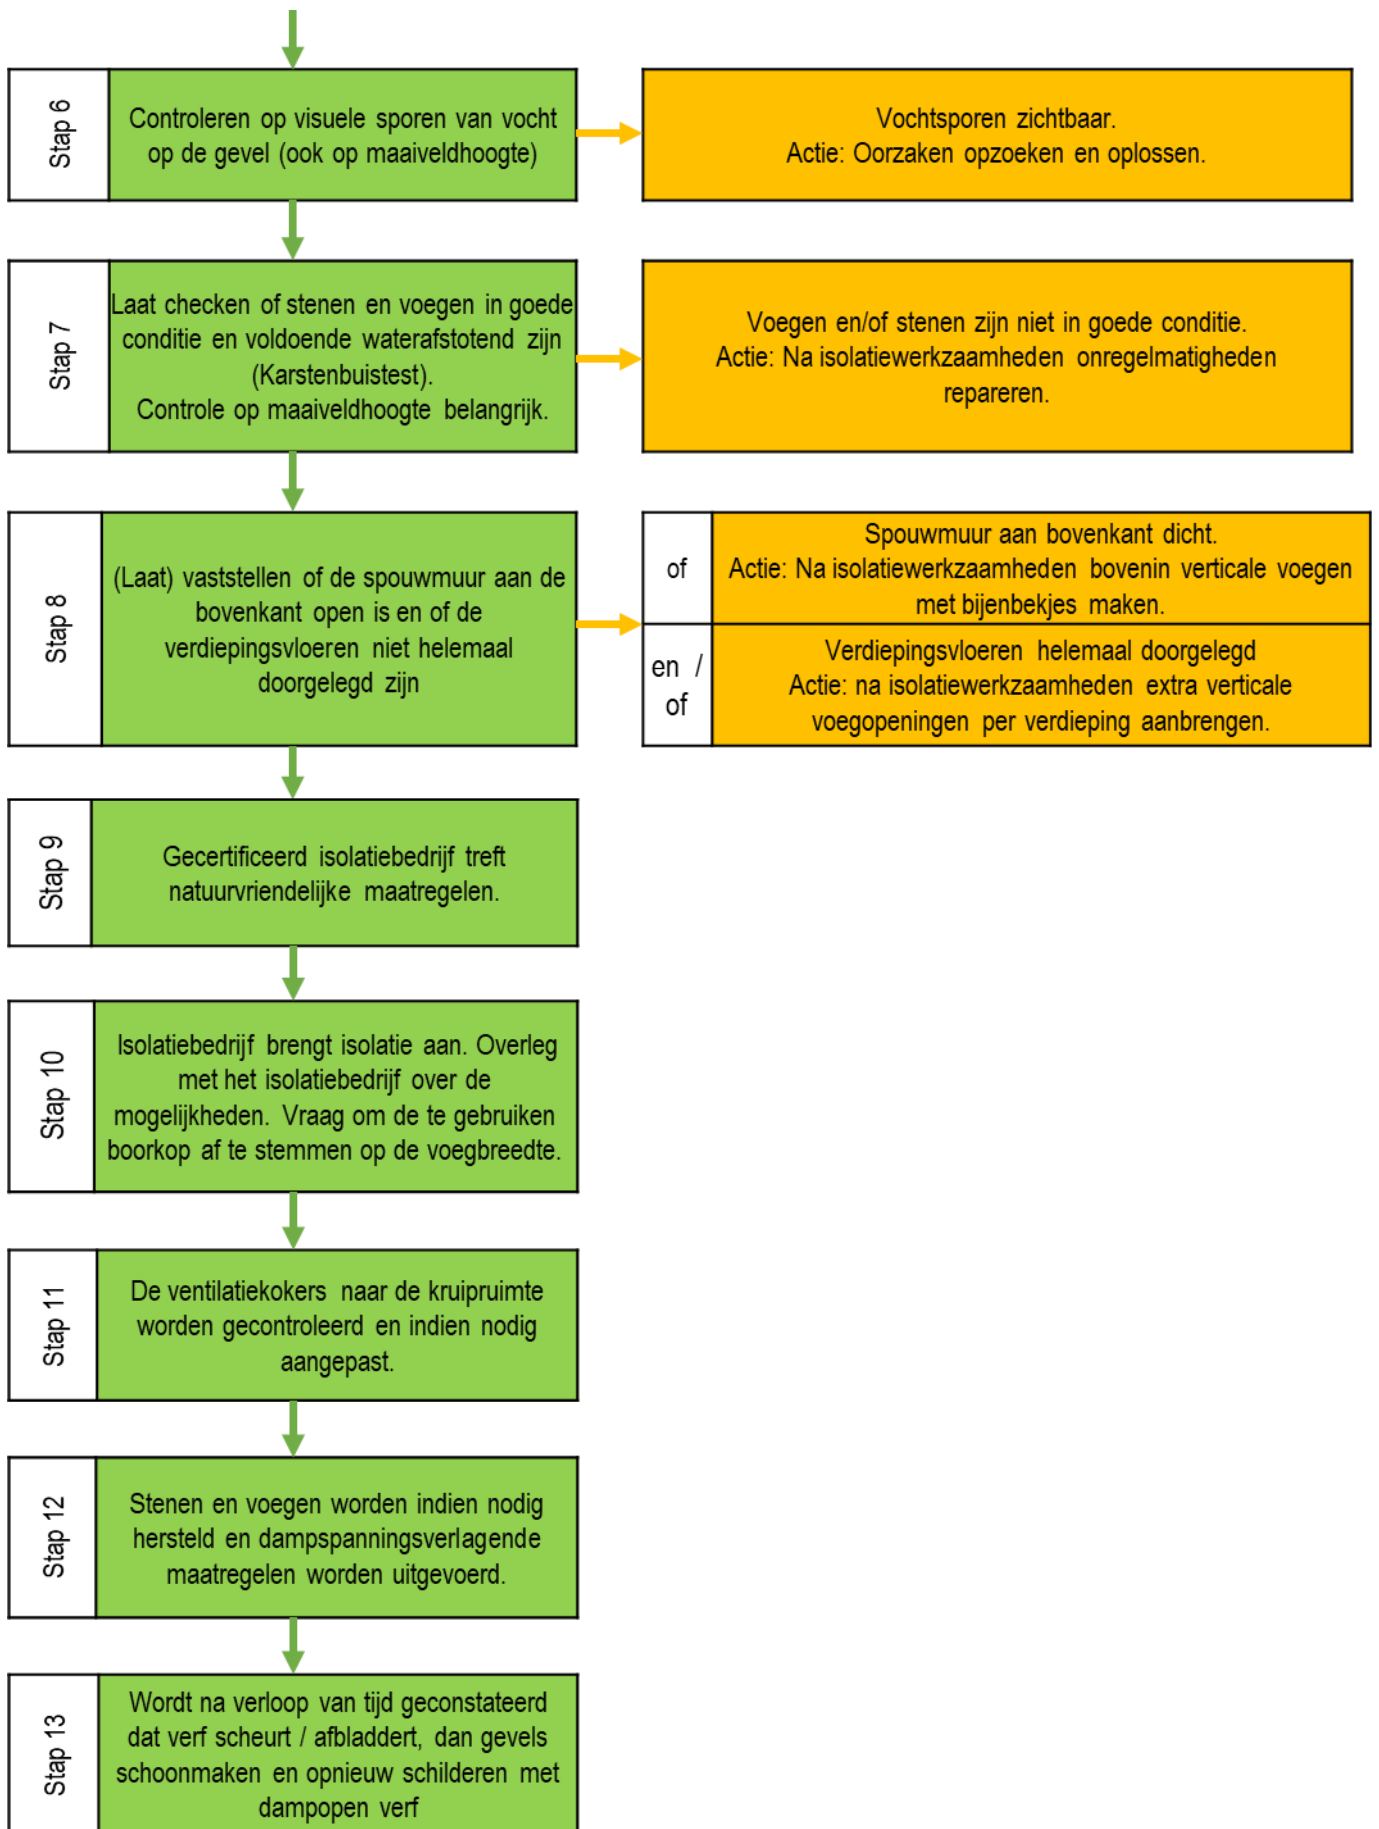 Stap 6
Controleren op visuele sporen van vocht
op de gevel (ook op maaiveldhoogte)
Vochtsporen zichtbaar.
Actie: Oorzaken opzoeken en oplossen.
Stap 7
Laat checken of stenen en voegen in goede
conditie en voldoende waterafstotend zijn
(Karstenbuistest).
Controle op maaiveldhoogte belangrijk.
Voegen en/of stenen zijn niet in goede conditie.
Actie: Na isolatiewerkzaamheden onregelmatigheden
repareren.
Stap 8
(Laat) vaststellen of de spouwmuur aan de
bovenkant open is en of de
verdiepingsvloeren niet helemaal
doorgelegd zijn
of
Spouwmuur aan bovenkant dicht.
Actie: Na isolatiewerkzaamheden bovenin verticale voegen
met bijenbekjes maken.
en /
of
Verdiepingsvloeren helemaal doorgelegd
Actie: na isolatiewerkzaamheden extra verticale
voegopeningen per verdieping aanbrengen.
Stap 9
Gecertificeerd isolatiebedrijf treft
natuurvriendelijke maatregelen.
Stap 10
Isolatiebedrijf brengt isolatie aan. Overleg
met het isolatiebedrijf over de
mogelijkheden. Vraag om de te gebruiken
boorkop af te stemmen op de voegbreedte.
Stap 11
De ventilatiekokers naar de kruipruimte
worden gecontroleerd en indien nodig
aangepast.
Stap 12
Stenen en voegen worden indien nodig
hersteld en dampspanningsverlagende
maatregelen worden uitgevoerd.
Stap 13
Wordt na verloop van tijd geconstateerd
dat verf scheurt / afbladdert, dan gevels
schoonmaken en opnieuw schilderen met
dampopen verf